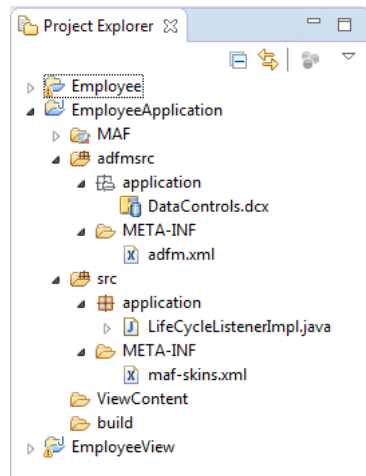 Project Explorer
Employee
EmployeeApplication
MAF
adfmsrc
application
DataControls.dcx
META-INF
adfm.xml
src
application
LifeCycleListenerImpl.java
META-INF
maf-skins.xml
ViewContent
build
EmployeeView